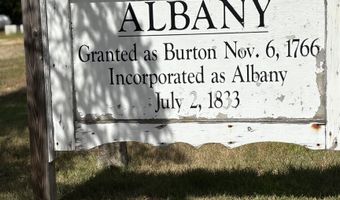 ALBANY
Granted as Burton Nov. 6, 1766
Incorporated as Albany
July 2, 1833